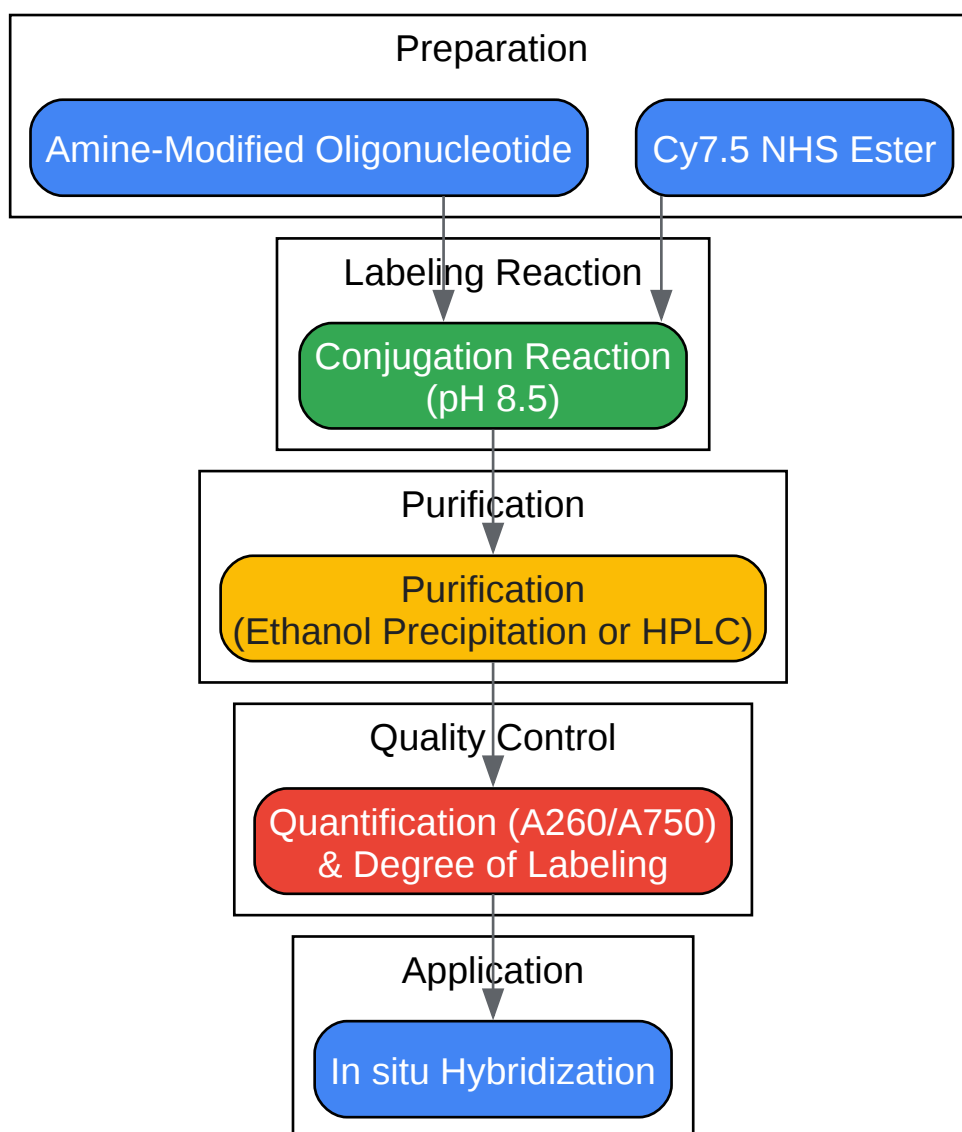 Preparation
Amine-Modified Oligonucleotide
Cy7.5 NHS Ester
Labeling Reaction
Conjugation Reaction
(pH 8.5)
Purification
Purification
(Ethanol Precipitation or HPLC)
Quality Control
Quantification (A260/A750)
& Degree of Labeling
Application
In situ Hybridization